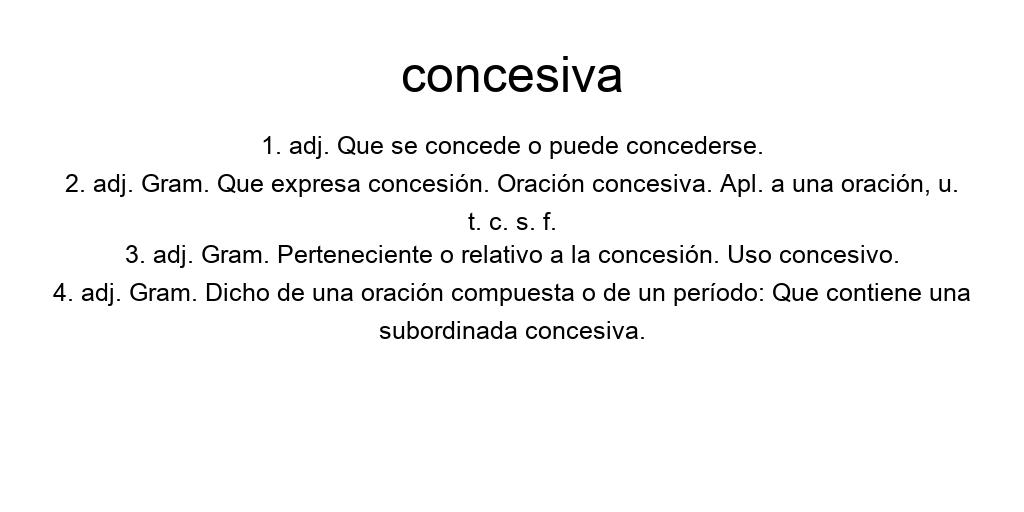 concesiva
1. adj. Que se concede o puede concederse.
2. adj. Gram. Que expresa concesión. Oración concesiva. Apl. a una oración, u.
t. c. s. f.
3. adj. Gram. Perteneciente o relativo a la concesión. Uso concesivo.
4. adj. Gram. Dicho de una oración compuesta o de un período: Que contiene una
subordinada concesiva.